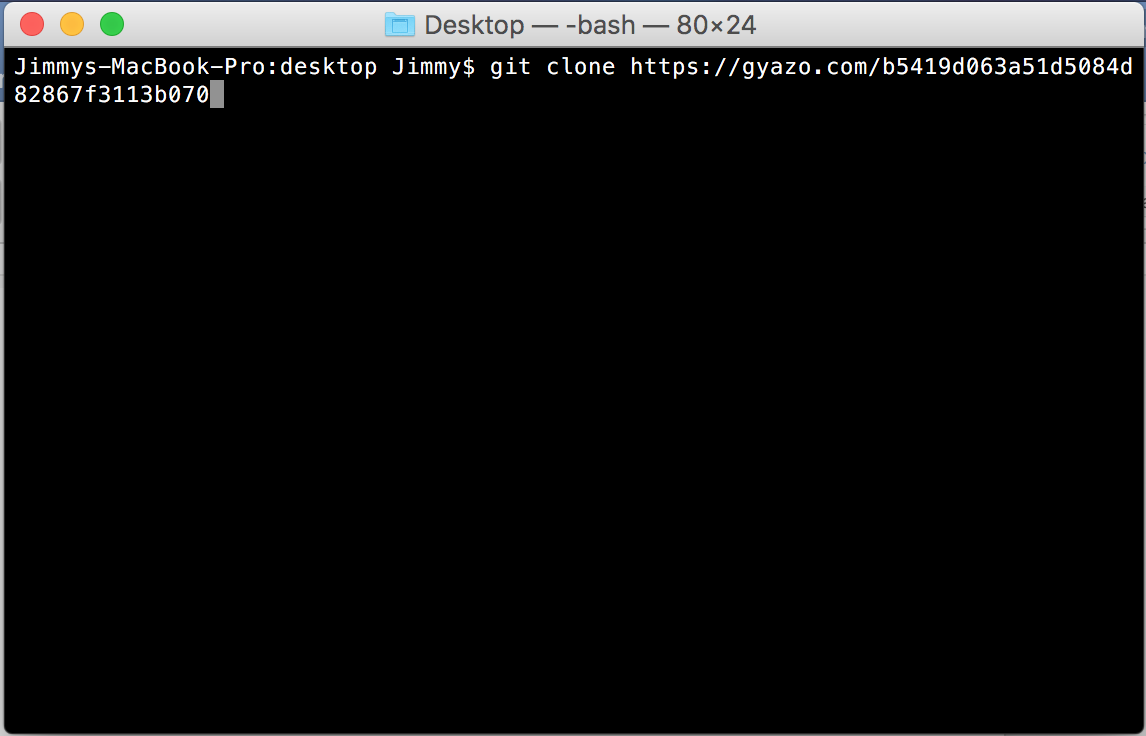 Desktop — -bash — 80×24
Jimmys-MacBook-Pro:desktop Jimmy$ git clone https://gyazo.com/b5419d063a51d5084d
82867f3113b070